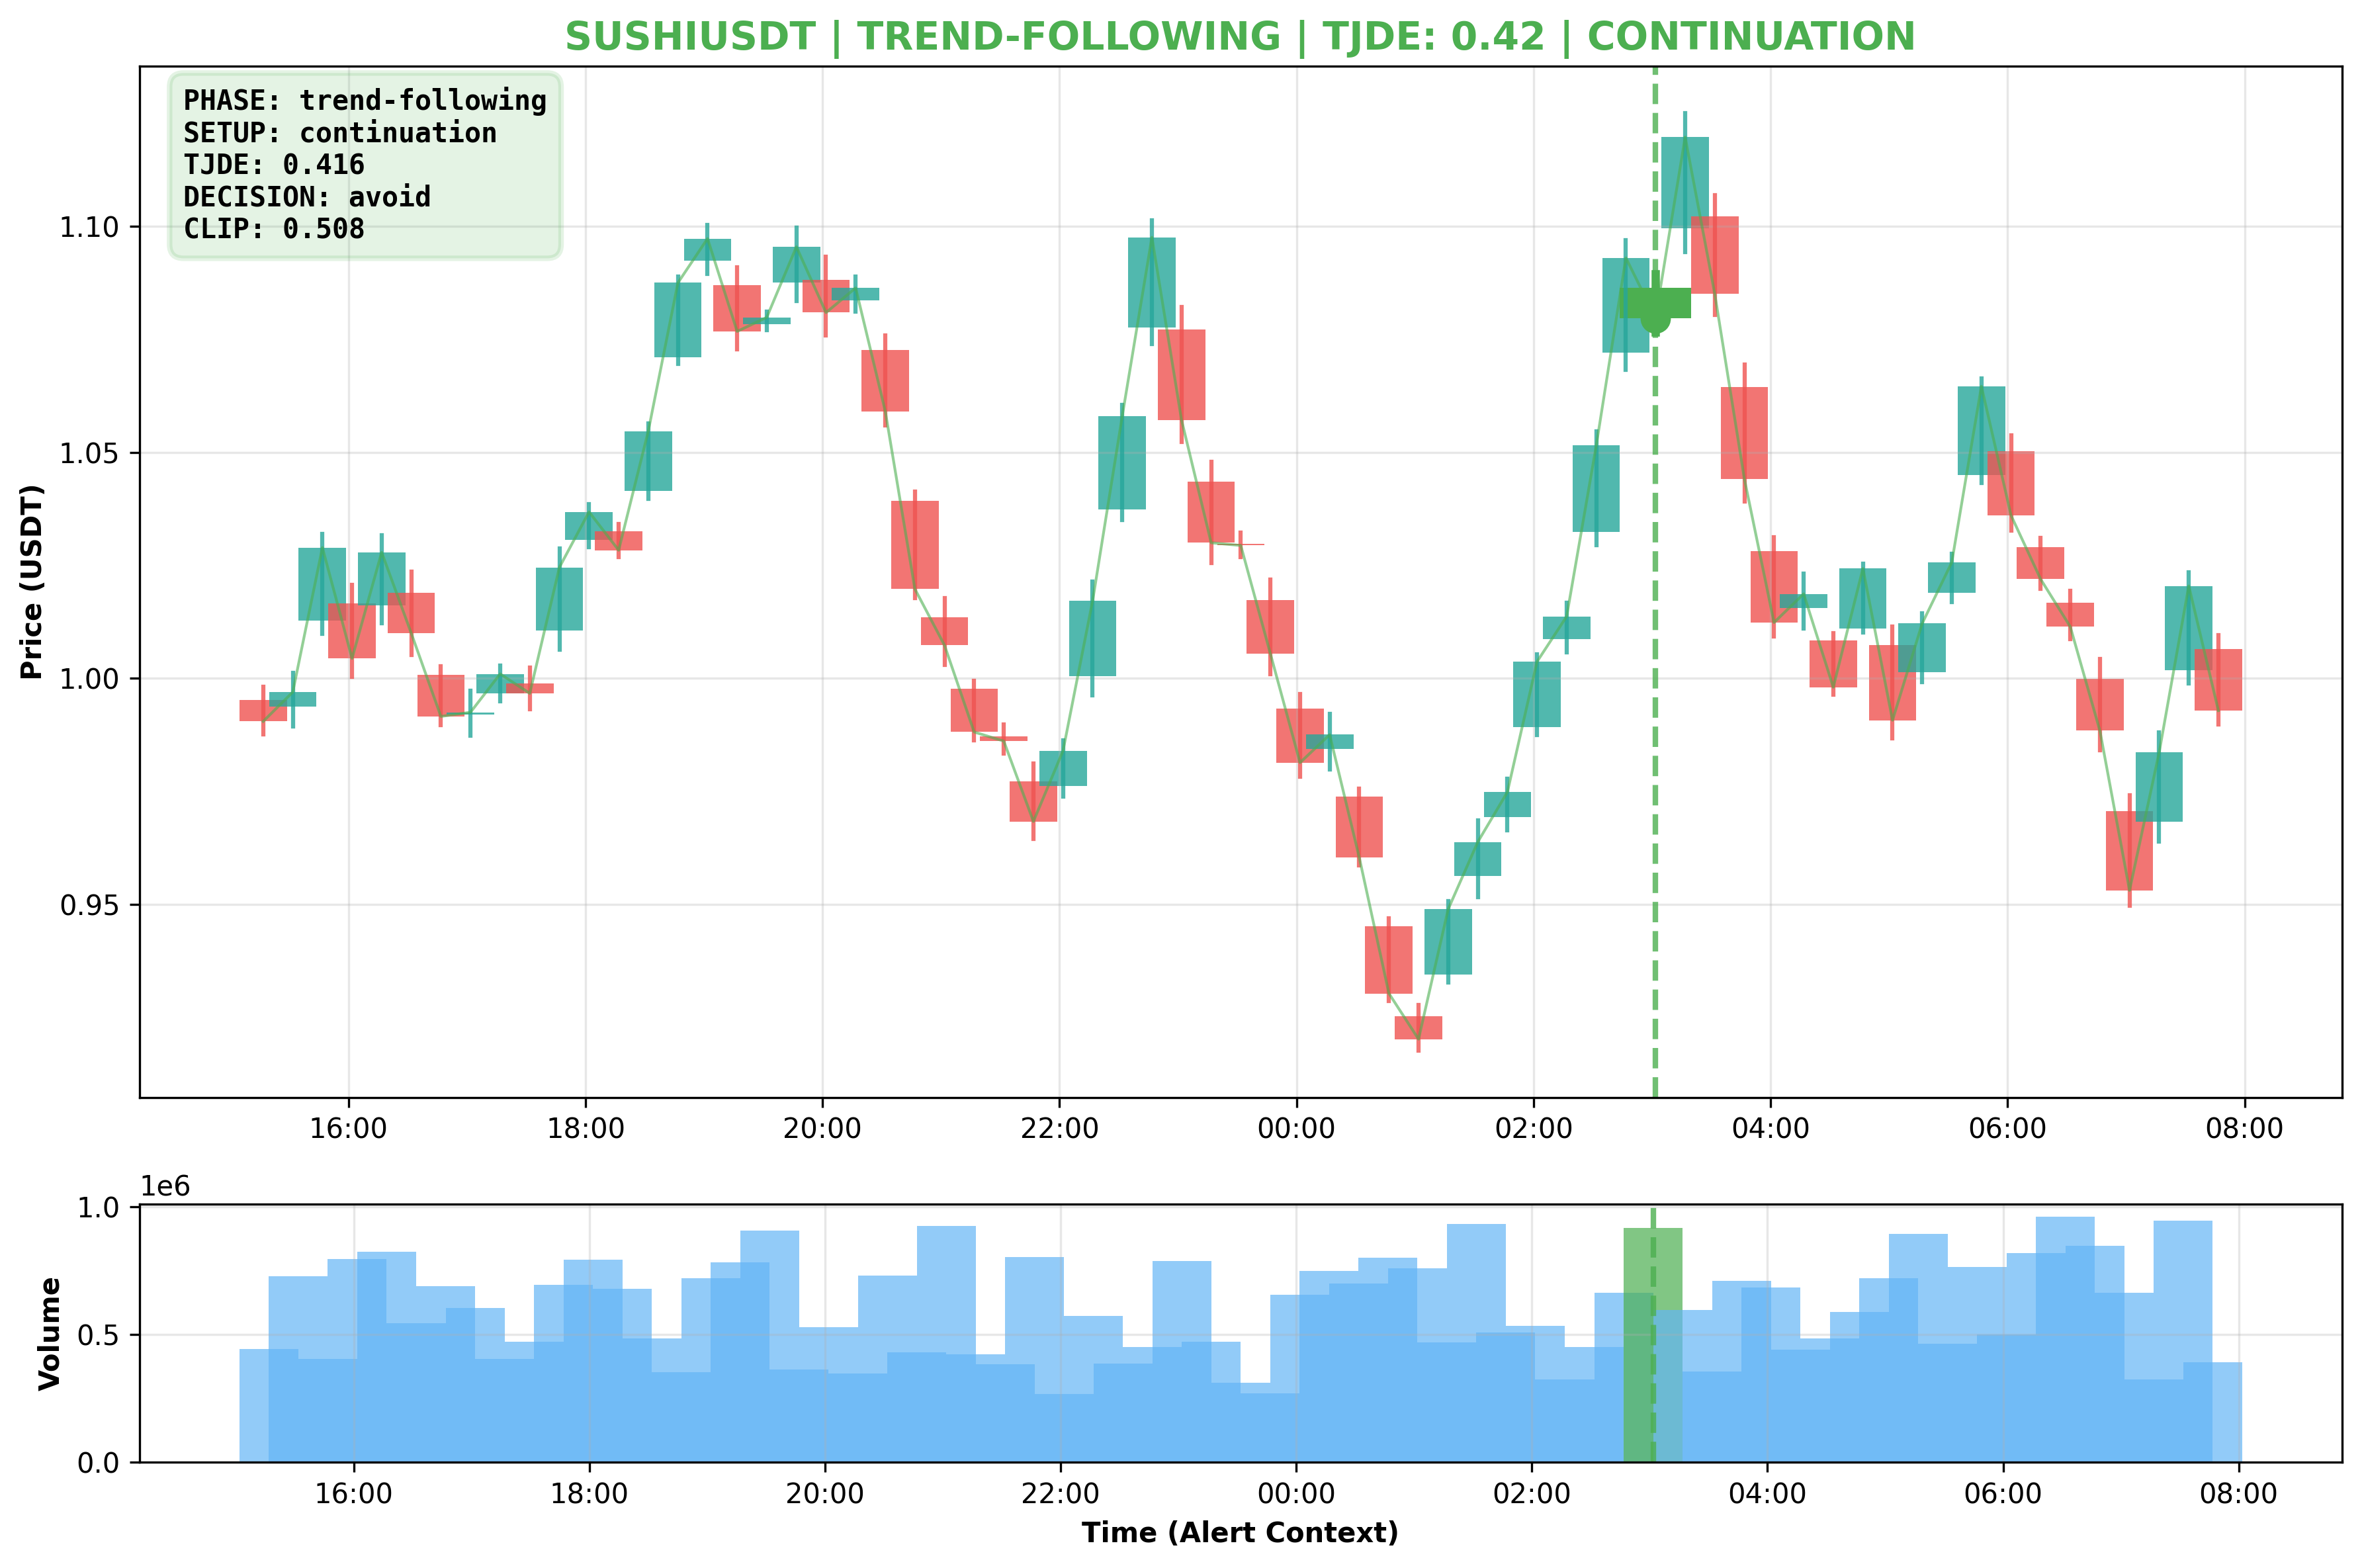 SUSHIUSDT | TREND-FOLLOWING | TJDE: 0.42 | CONTINUATION
PHASE: trend-following
SETUP: continuation
TJDE: 0.416
DECISION: avoid
CLIP: 0.508
Price (USDT)
1.10
1.05
1.00
0.95
16:00 18:00 20:00 22:00 00:00 02:00 04:00 06:00 08:00
1e6
Volume
1.0
0.5
0.0
16:00 18:00 20:00 22:00 00:00 02:00 04:00 06:00 08:00
Time (Alert Context)